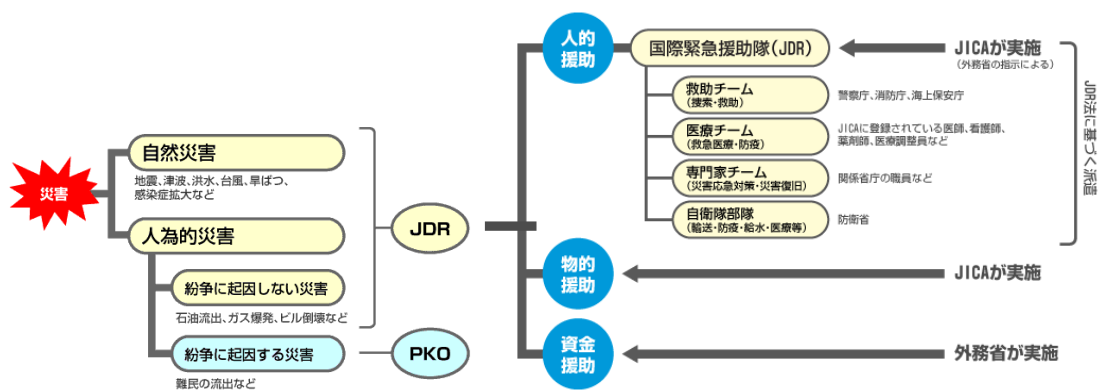 災害
自然災害
地震、津波、洪水、台風、旱ばつ、
感染症拡大など
人為的災害
紛争に起因しない災害
石油流出、ガス爆発、ビル倒壊など
紛争に起因する災害
難民の流出など
JDR
PKO
人的
援助
国際緊急援助隊(JDR)
JICAが実施
(外務省の指示による)
救助チーム
(捜索・救助)
警察庁、消防庁、海上保安庁
医療チーム
(救急医療・防疫)
JICAに登録されている医師、看護師、
薬剤師、医療調整員など
専門家チーム
(災害応急対策・災害復旧)
関係省庁の職員など
自衛隊部隊
(輸送・防疫・給水・医療等)
防衛省
JDR法に基づく派遣
物的
援助
JICAが実施
資金
援助
外務省が実施